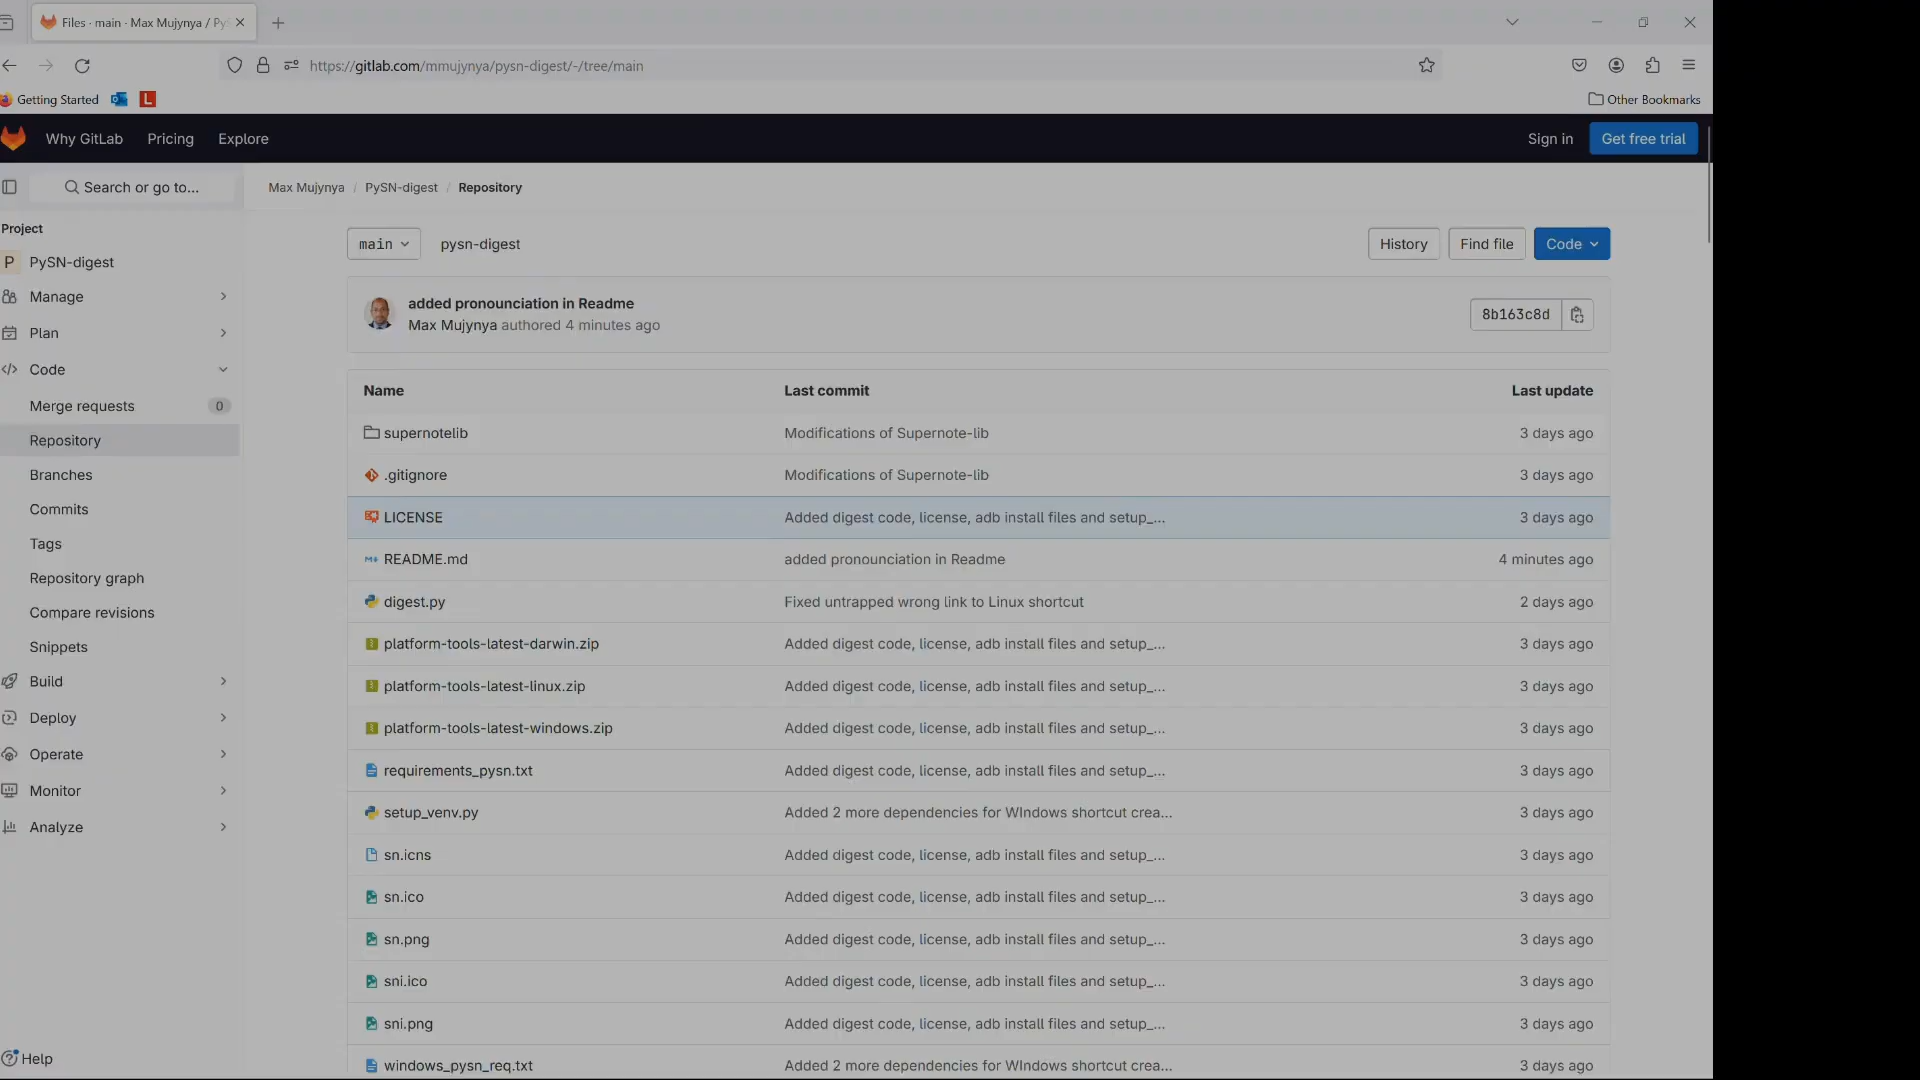 Files · main · Max Mujynya / PyS
https://gitlab.com/mmujynya/pysn-digest/-/tree/main
Getting Started
L
Other Bookmarks
Why GitLab
Pricing
Explore
Sign in
Get free trial
Search or go to...
Max Mujynya / PySN-digest / Repository
Project
main
pysn-digest
History
Find file
Code
P PySN-digest
Manage
Plan
Code
Merge requests 0
Repository
Branches
Commits
Tags
Repository graph
Compare revisions
Snippets
Build
Deploy
Operate
Monitor
Analyze
Help
added pronounciation in Readme
Max Mujynya authored 4 minutes ago
8b163c8d
Name Last commit Last update
supernotelib Modifications of Supernote-lib 3 days ago
.gitignore Modifications of Supernote-lib 3 days ago
LICENSE Added digest code, license, adb install files and setup_... 3 days ago
README.md added pronounciation in Readme 4 minutes ago
digest.py Fixed untrapped wrong link to Linux shortcut 2 days ago
platform-tools-latest-darwin.zip Added digest code, license, adb install files and setup_... 3 days ago
platform-tools-latest-linux.zip Added digest code, license, adb install files and setup_... 3 days ago
platform-tools-latest-windows.zip Added digest code, license, adb install files and setup_... 3 days ago
requirements_pysn.txt Added digest code, license, adb install files and setup_... 3 days ago
setup_venv.py Added 2 more dependencies for WIndows shortcut crea... 3 days ago
sn.icns Added digest code, license, adb install files and setup_... 3 days ago
sn.ico Added digest code, license, adb install files and setup_... 3 days ago
sn.png Added digest code, license, adb install files and setup_... 3 days ago
sni.ico Added digest code, license, adb install files and setup_... 3 days ago
sni.png Added digest code, license, adb install files and setup_... 3 days ago
windows_pysn_req.txt Added 2 more dependencies for WIndows shortcut crea... 3 days ago